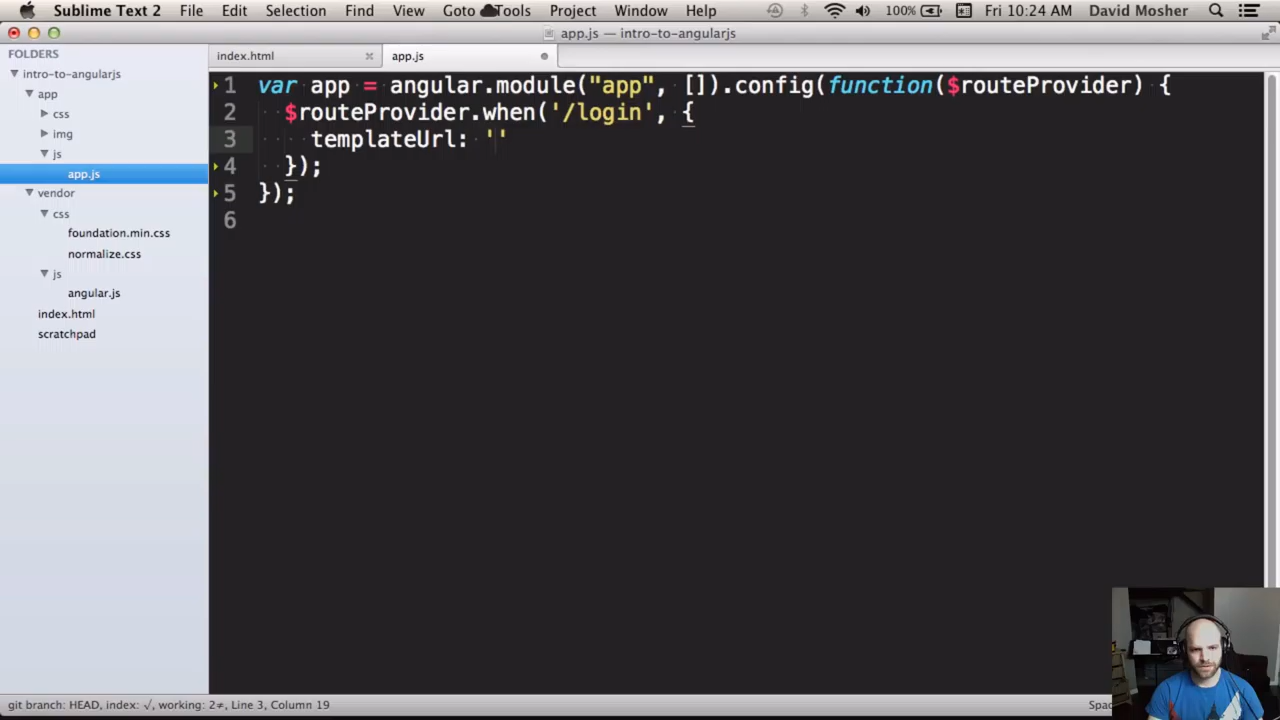 Sublime Text 2 File Edit Selection Find View Goto Tools Project Window Help 100% Fri 10:24 AM David Mosher
app.js — intro-to-angularjs
FOLDERS
intro-to-angularjs
app
css
img
js
app.js
vendor
css
foundation.min.css
normalize.css
js
angular.js
index.html
scratchpad
index.html app.js
1 var app = angular.module("app", []).config(function($routeProvider) {
2 $routeProvider.when('/login', {
3 templateUrl: ''
4 });
5 });
6
git branch: HEAD, index: √, working: 2≠, Line 3, Column 19